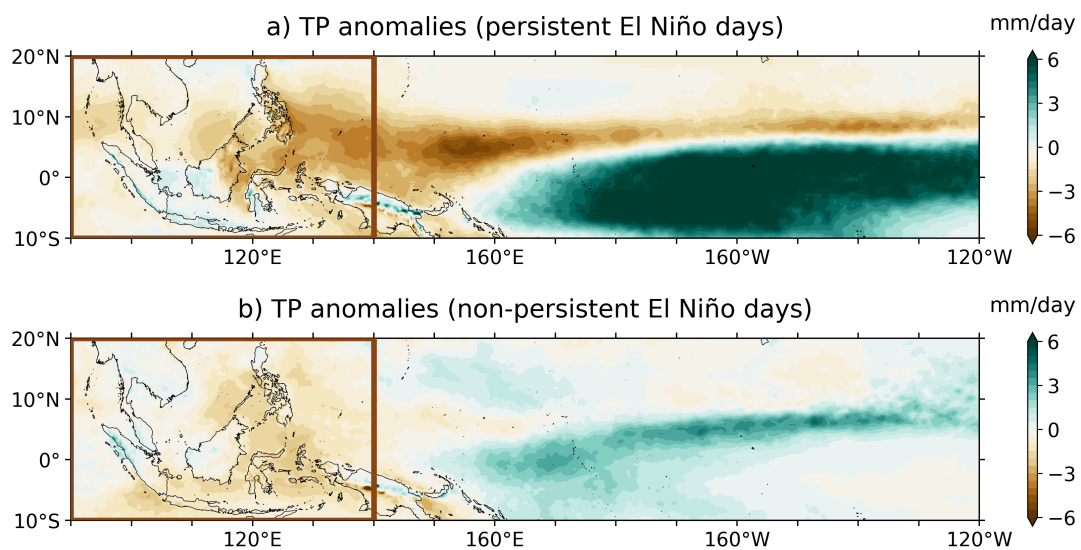 a) TP anomalies (persistent El Niño days)
mm/day
20°N
10°N
0°
10°S
120°E
160°E
160°W
120°W
6
3
0
−3
−6
b) TP anomalies (non-persistent El Niño days)
mm/day
20°N
10°N
0°
10°S
120°E
160°E
160°W
120°W
6
3
0
−3
−6